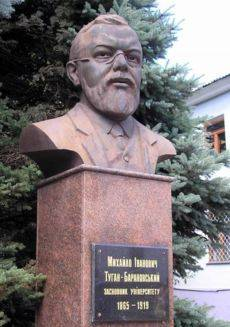 Михайло Іванович
Туган-Барановський
засновник університету
1865 - 1919